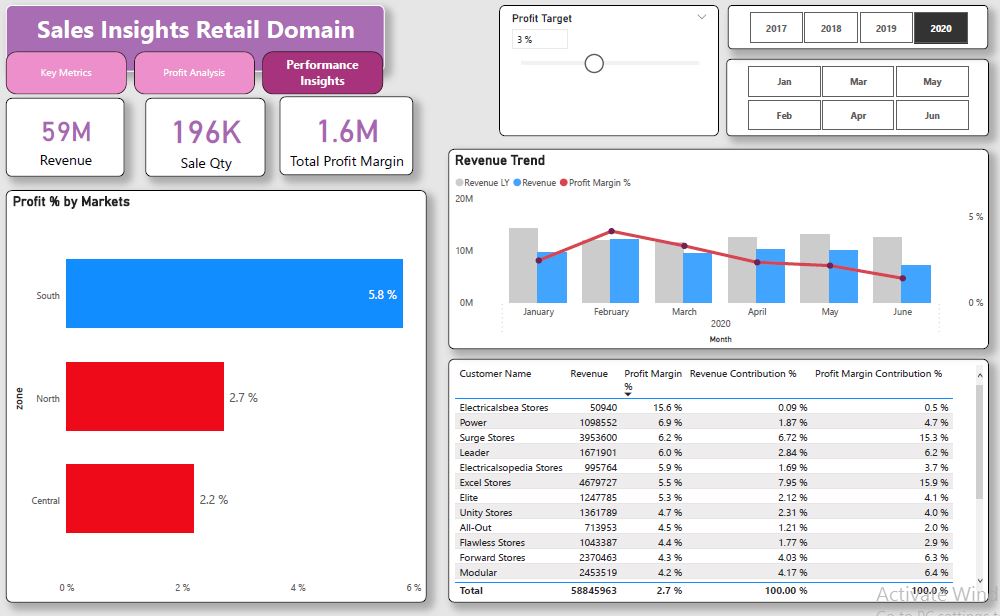 Sales Insights Retail Domain
Key Metrics
Profit Analysis
Performance
Insights
59M
Revenue
196K
Sale Qty
1.6M
Total Profit Margin
Profit Target
3 %
2017 2018 2019 2020
Jan Mar May
Feb Apr Jun
Profit % by Markets
zone
South 5.8 %
North 2.7 %
Central 2.2 %
0 % 2 % 4 % 6 %
Revenue Trend
Revenue LY Revenue Profit Margin %
20M
10M
0M
5 %
0 %
January February March April May June
2020
Month
Customer Name Revenue Profit Margin Revenue Contribution % Profit Margin Contribution %
%
Electricalsbea Stores 50940 15.6 % 0.09 % 0.5 %
Power 1098552 6.9 % 1.87 % 4.7 %
Surge Stores 3953600 6.2 % 6.72 % 15.3 %
Leader 1671901 6.0 % 2.84 % 6.2 %
Electricalsopedia Stores 995764 5.9 % 1.69 % 3.7 %
Excel Stores 4679727 5.5 % 7.95 % 15.9 %
Elite 1247785 5.3 % 2.12 % 4.1 %
Unity Stores 1361789 4.7 % 2.31 % 4.0 %
All-Out 713953 4.5 % 1.21 % 2.0 %
Flawless Stores 1043387 4.4 % 1.77 % 2.9 %
Forward Stores 2370463 4.3 % 4.03 % 6.3 %
Modular 2453519 4.2 % 4.17 % 6.4 %
Total 58845963 2.7 % 100.00 % 100.0 %
Activate Wind